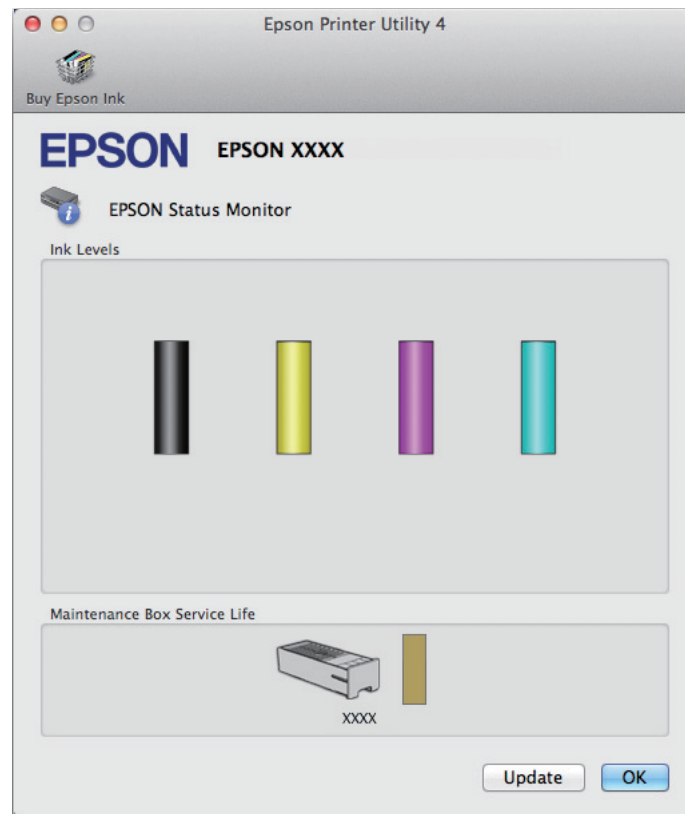 Epson Printer Utility 4
Buy Epson Ink
EPSON EPSON XXXX
EPSON Status Monitor
Ink Levels
Maintenance Box Service Life
XXXX
Update OK